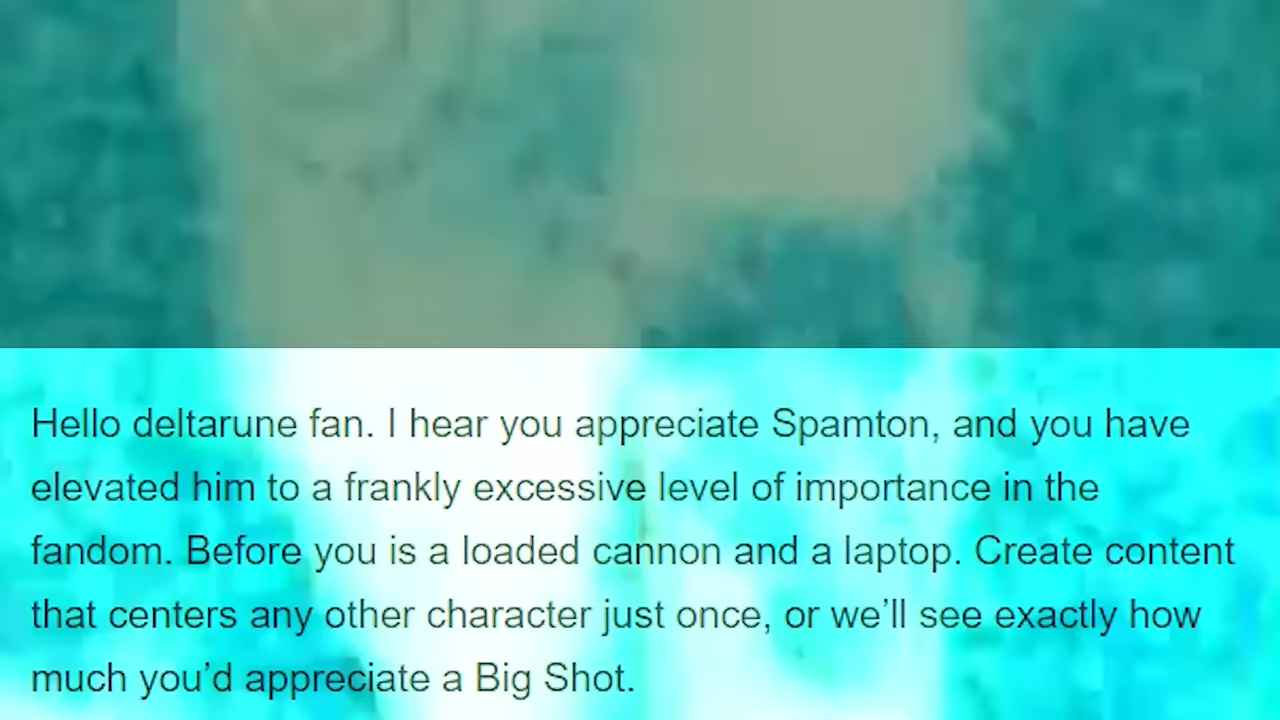 Hello deltarune fan. I hear you appreciate Spamton, and you have
elevated him to a frankly excessive level of importance in the
fandom. Before you is a loaded cannon and a laptop. Create content
that centers any other character just once, or we’ll see exactly how
much you’d appreciate a Big Shot.